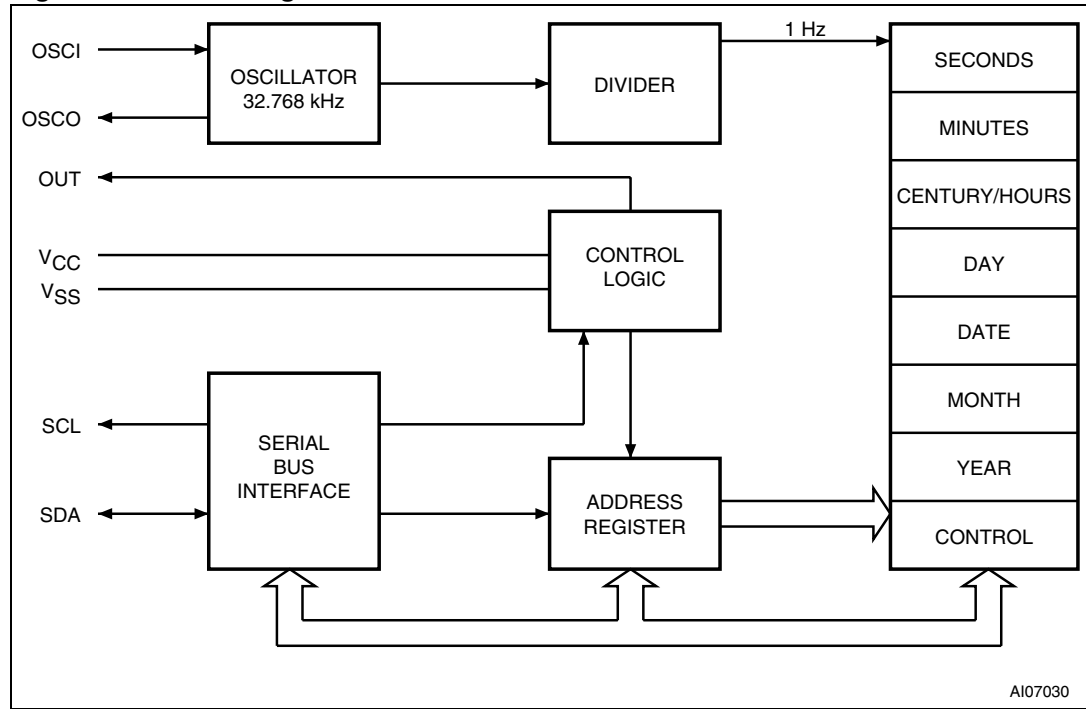 OSCI
OSCO
OUT
VCC
VSS
SCL
SDA
OSCILLATOR
32.768 kHz
DIVIDER
1 Hz
CONTROL
LOGIC
SERIAL
BUS
INTERFACE
ADDRESS
REGISTER
SECONDS
MINUTES
CENTURY/HOURS
DAY
DATE
MONTH
YEAR
CONTROL
AI07030